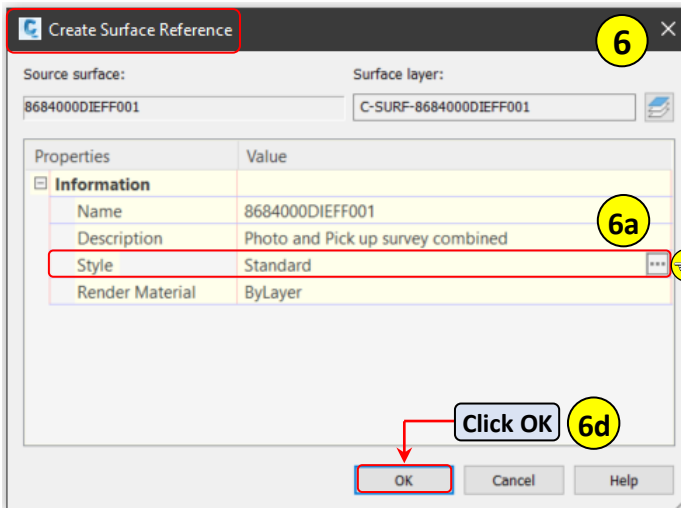 Create Surface Reference
6
Source surface:
Surface layer:
8684000DIEFF001
C-SURF-8684000DIEFF001
Properties Value
Information
Name 8684000DIEFF001
6a
Description Photo and Pick up survey combined
Style Standard ...
Render Material ByLayer
Click OK 6d
OK Cancel Help